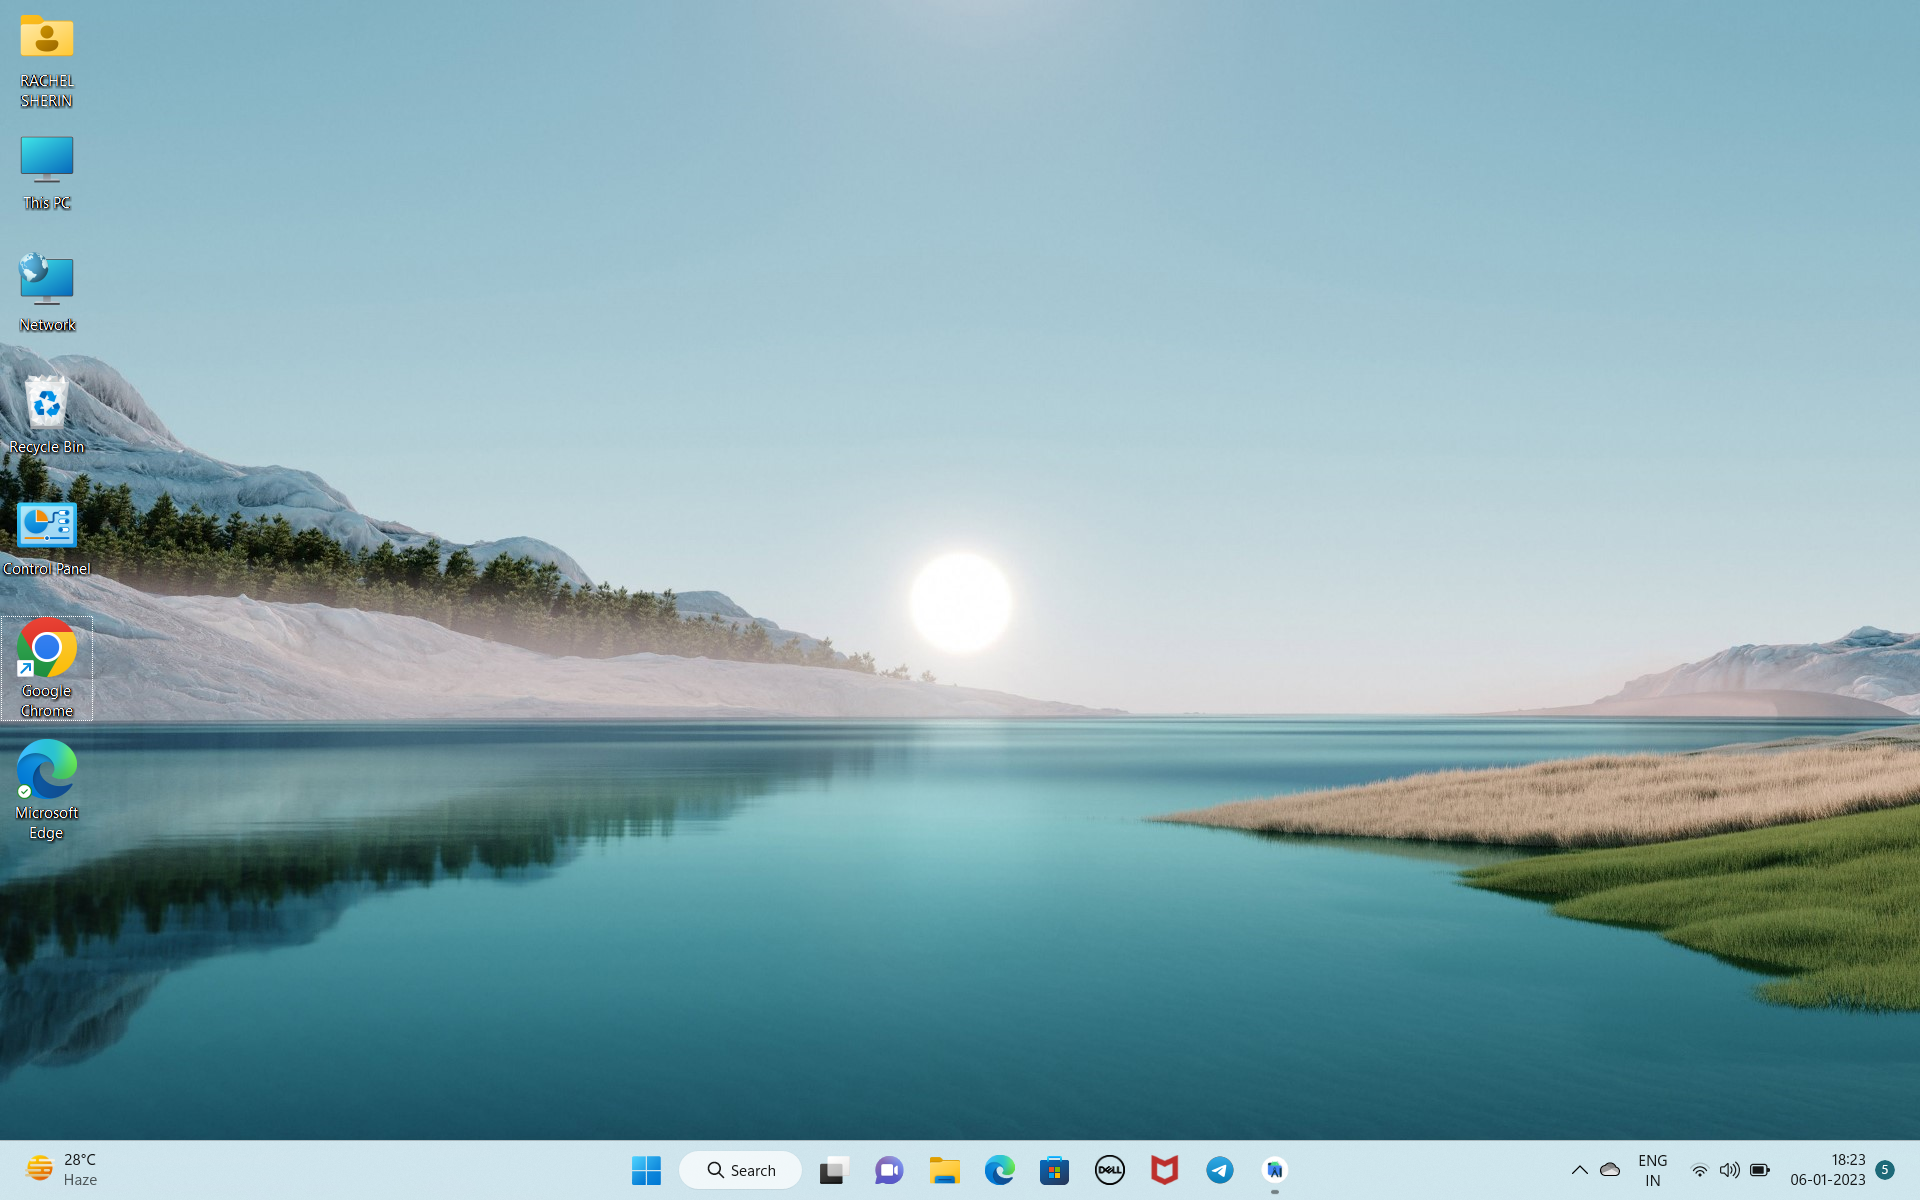 RACHEL
SHERIN
This PC
Network
Recycle Bin
Control Panel
Google
Chrome
Microsoft
Edge
28°C
Haze
Search
DELL
ENG
IN
18:23
06-01-2023
5